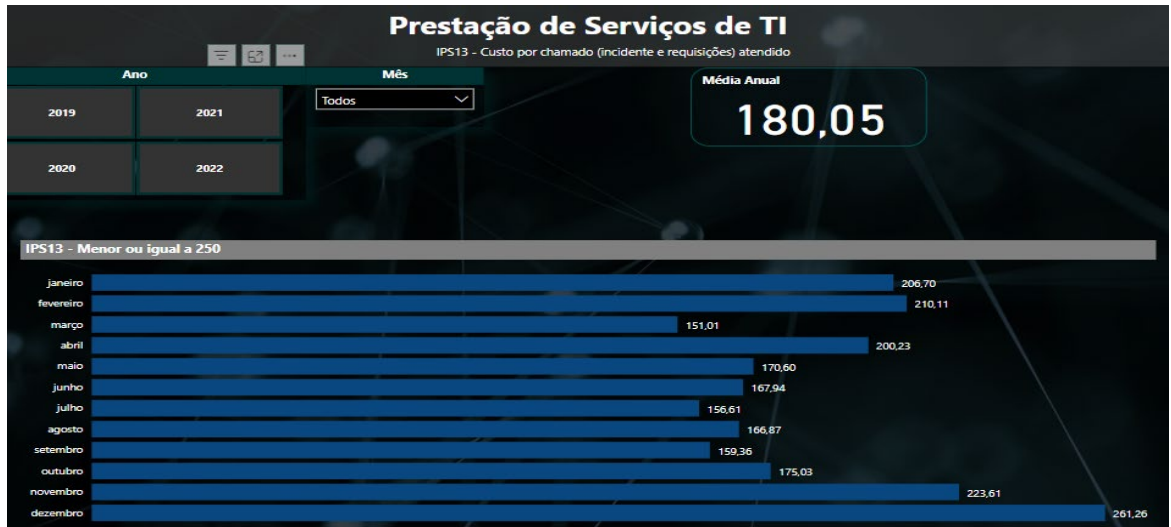 Prestação de Serviços de TI
IPS13 - Custo por chamado (incidente e requisições) atendido
Ano
2019
2021
2020
2022
Mês
Todos
Média Anual
180,05
IPS13 - Menor ou igual a 250
janeiro 206,70
fevereiro 210,11
março 151,01
abril 200,23
maio 170,60
junho 167,94
julho 156,61
agosto 166,87
setembro 159,36
outubro 175,03
novembro 223,61
dezembro 261,26